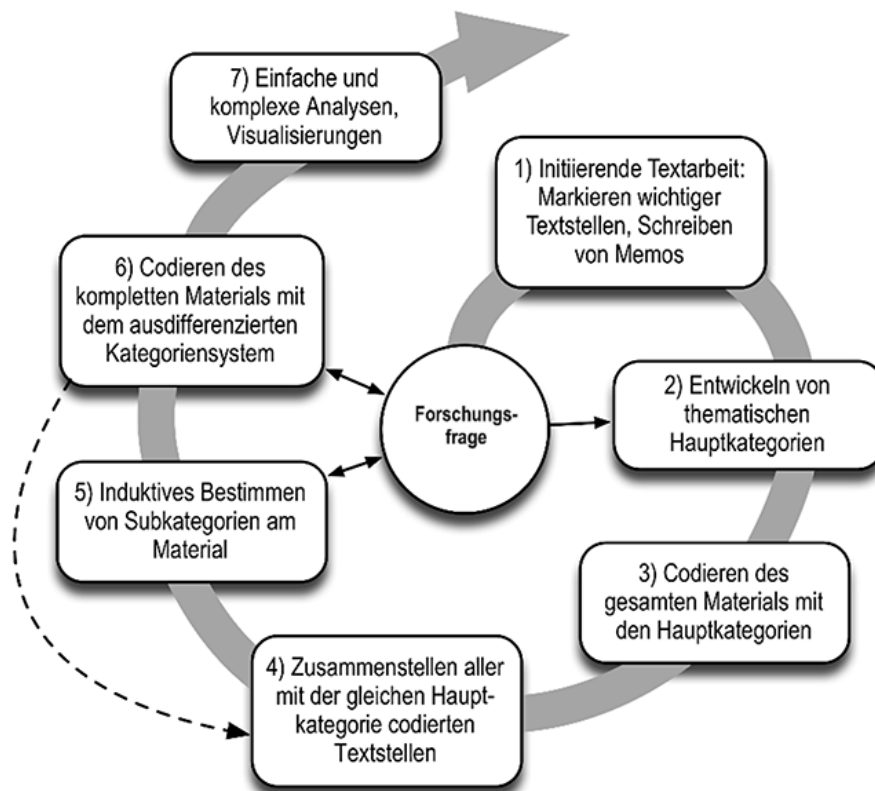 7) Einfache und
komplexe Analysen,
Visualisierungen
1) Initiierende Textarbeit:
Markieren wichtiger
Textstellen, Schreiben
von Memos
6) Codieren des
kompletten Materials mit
dem ausdifferenzierten
Kategoriensystem
Forschungs-
frage
2) Entwickeln von
thematischen
Hauptkategorien
5) Induktives Bestimmen
von Subkategorien am
Material
3) Codieren des
gesamten Materials mit
den Hauptkategorien
4) Zusammenstellen aller
mit der gleichen Haupt-
kategorie codierten
Textstellen